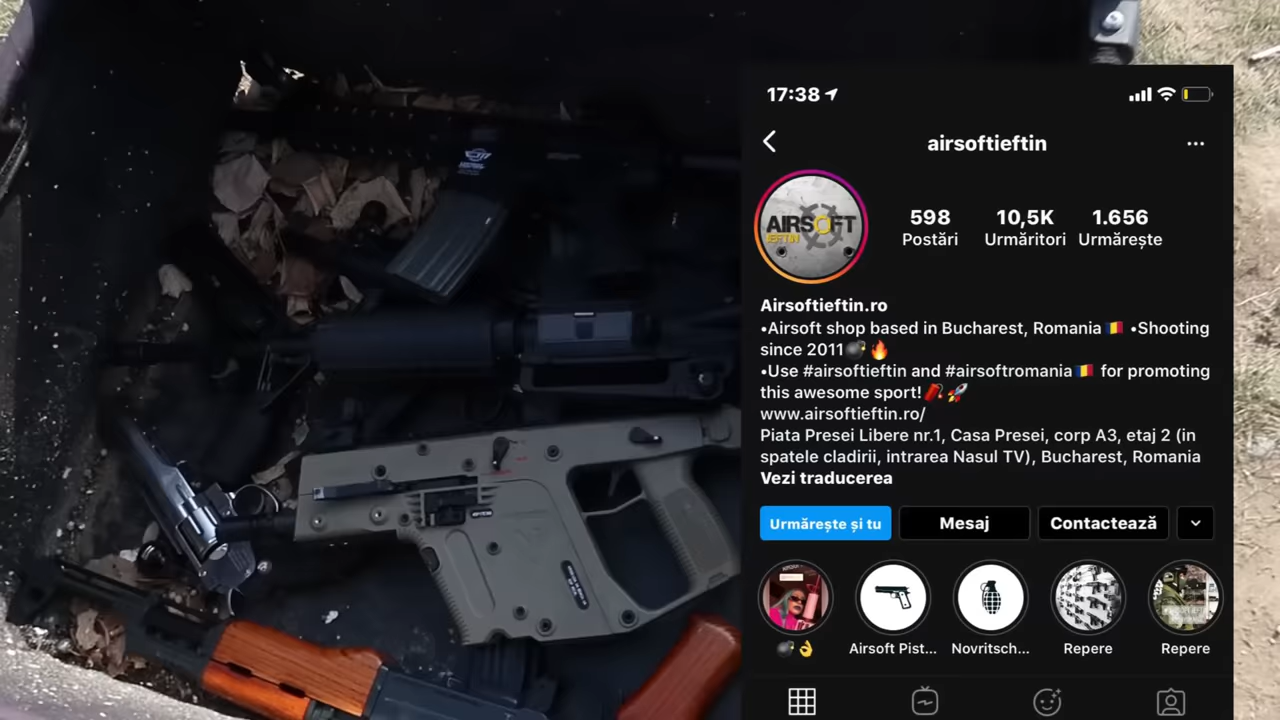 17:38
airsoftieftin
AIRSOFT
IEFTIN
598
10,5K
1.656
Postări
Urmăritori
Urmărește
Airsoftieftin.ro
•Airsoft shop based in Bucharest, Romania 🇷🇴 •Shooting
since 2011💣🔥
•Use #airsoftieftin and #airsoftromania🇷🇴 for promoting
this awesome sport!🧨🚀
www.airsoftieftin.ro/
Piata Presei Libere nr.1, Casa Presei, corp A3, etaj 2 (in
spatele cladirii, intrarea Nasul TV), Bucharest, Romania
Vezi traducerea
Urmărește și tu
Mesaj
Contactează
💣👌
Airsoft Pist...
Novritsch...
Repere
Repere